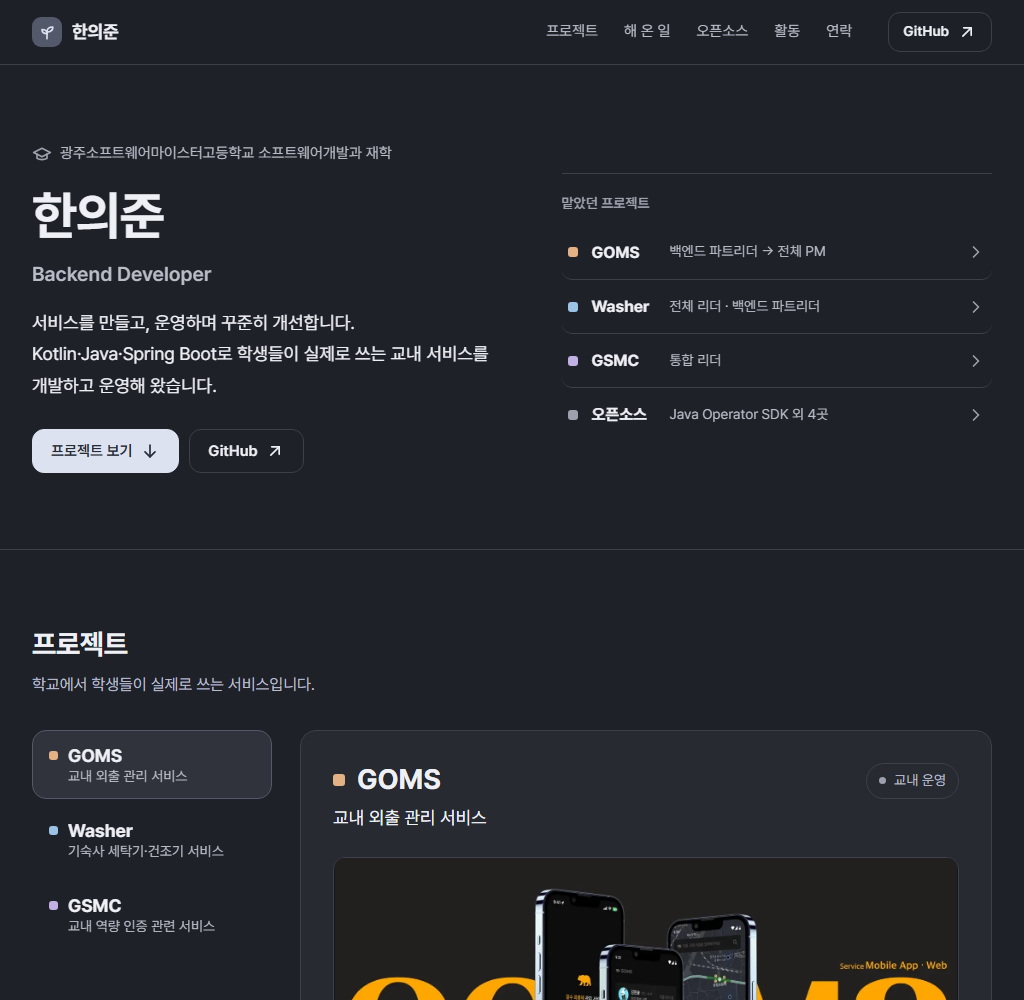 한의준
프로젝트
해 온 일
오픈소스
활동
연락
GitHub
광주소프트웨어마이스터고등학교 소프트웨어개발과 재학
한의준
Backend Developer
서비스를 만들고, 운영하며 꾸준히 개선합니다.
Kotlin·Java·Spring Boot로 학생들이 실제로 쓰는 교내 서비스를
개발하고 운영해 왔습니다.
프로젝트 보기
GitHub
맡았던 프로젝트
GOMS 백엔드 파트리더 → 전체 PM
Washer 전체 리더 · 백엔드 파트리더
GSMC 통합 리더
오픈소스 Java Operator SDK 외 4곳
프로젝트
학교에서 학생들이 실제로 쓰는 서비스입니다.
GOMS
교내 외출 관리 서비스
Washer
기숙사 세탁기·건조기 서비스
GSMC
교내 역량 인증 관련 서비스
GOMS
교내 운영
교내 외출 관리 서비스
Service Mobile App · Web